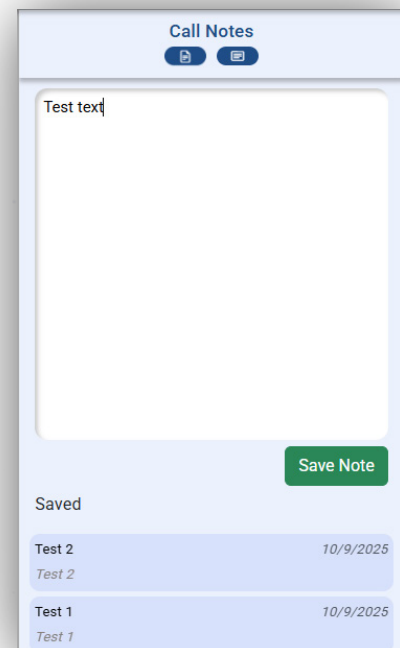 Call Notes
Test text
Save Note
Saved
Test 2 10/9/2025
Test 2
Test 1 10/9/2025
Test 1